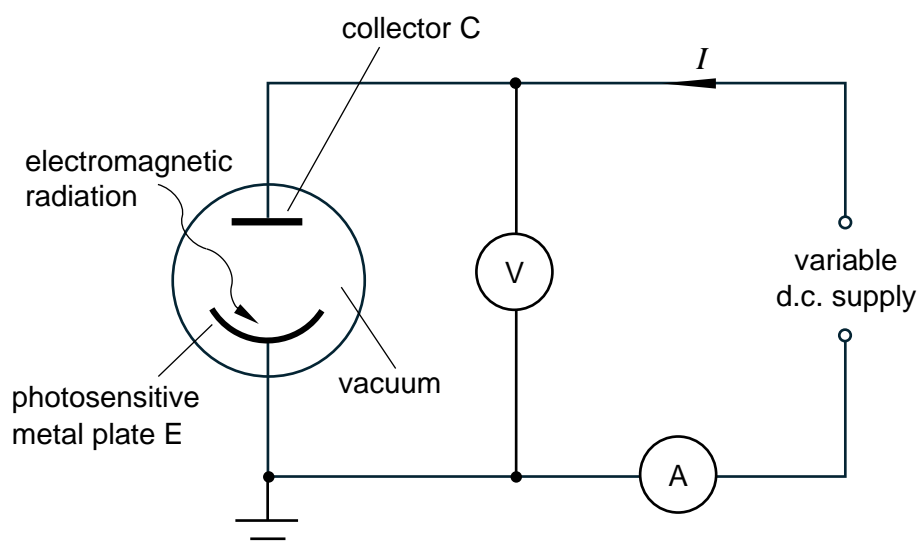 collector C
I
electromagnetic
radiation
V
variable
d.c. supply
vacuum
photosensitive
metal plate E
A